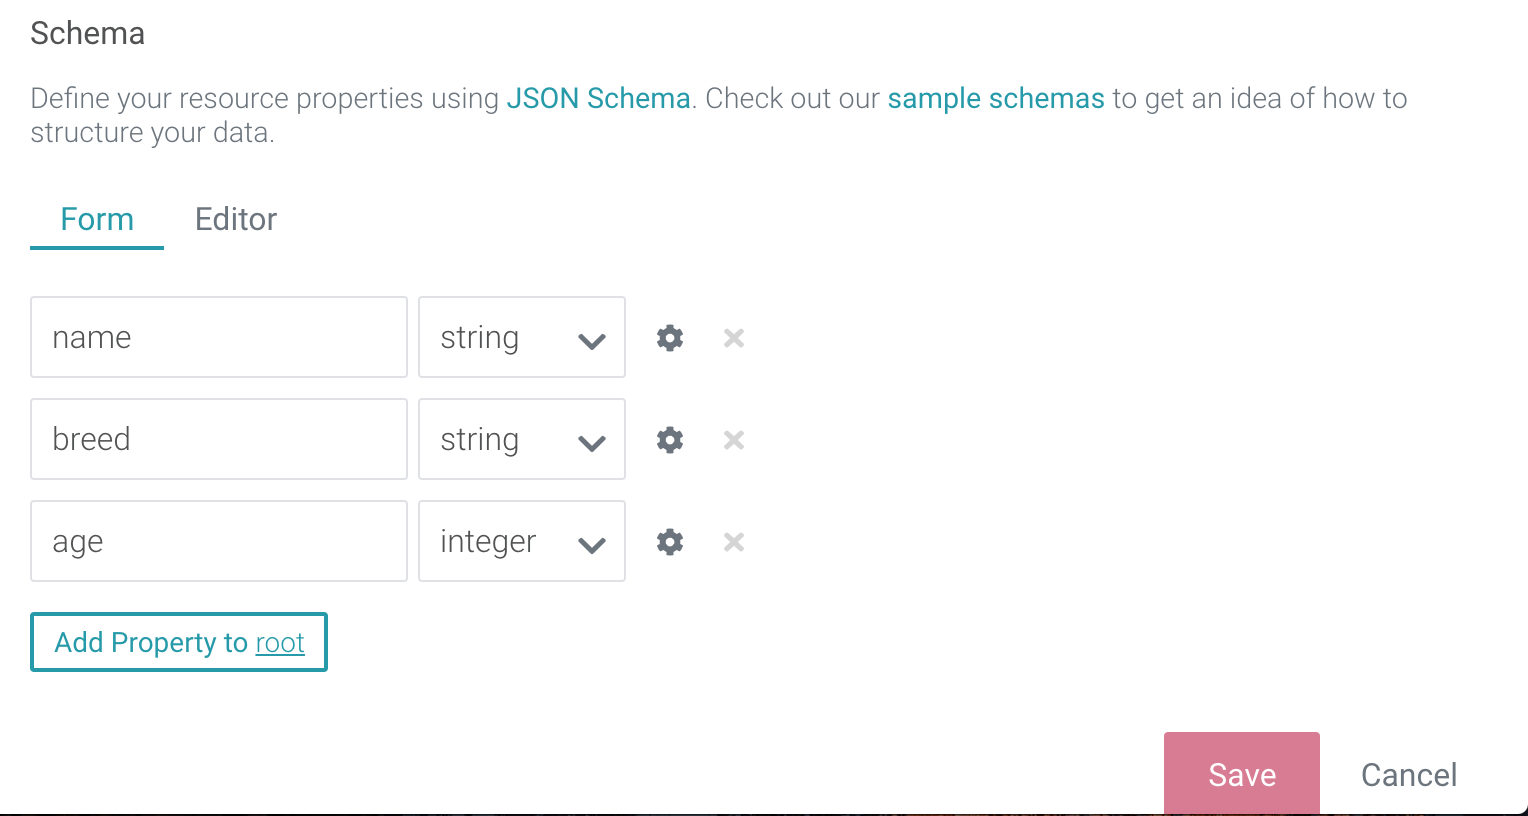 Schema
Define your resource properties using JSON Schema. Check out our sample schemas to get an idea of how to
structure your data.
Form Editor
name string
breed string
age integer
Add Property to root
Save Cancel